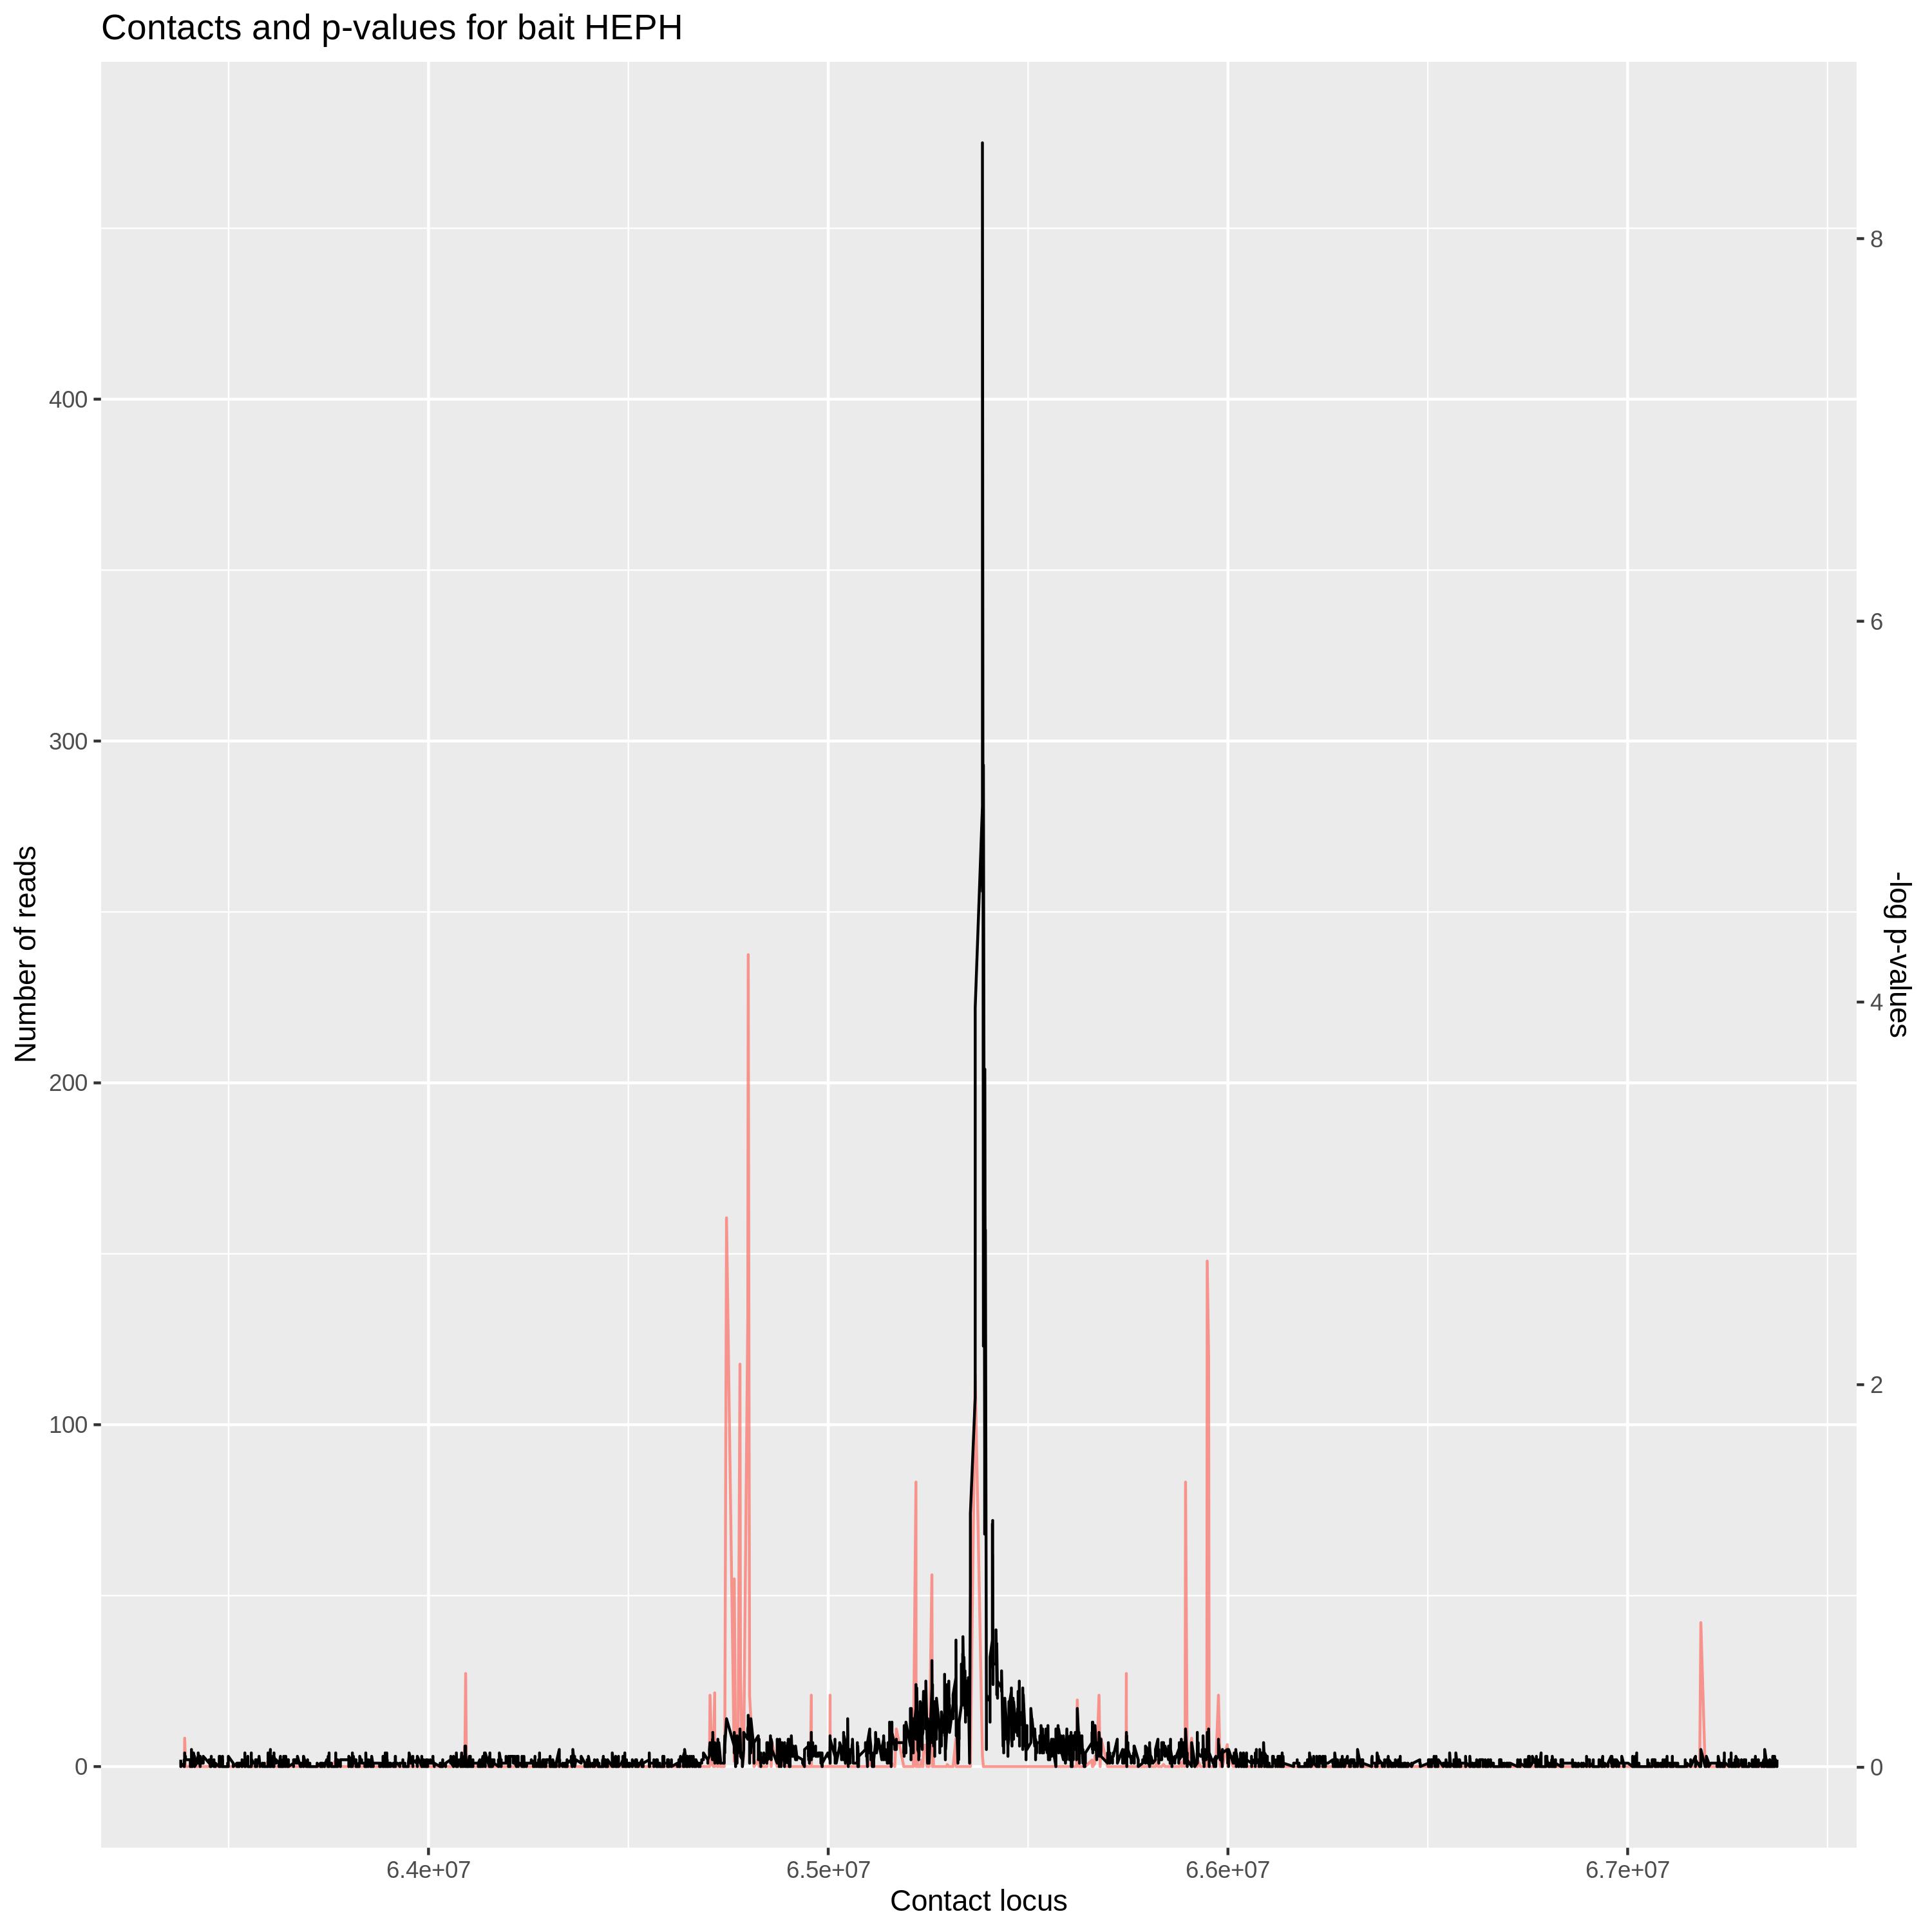 Contacts and p-values for bait HEPH
Number of reads
400
300
200
100
0
8
6
4
2
0
-log p-values
6.4e+07
6.5e+07
6.6e+07
6.7e+07
Contact locus